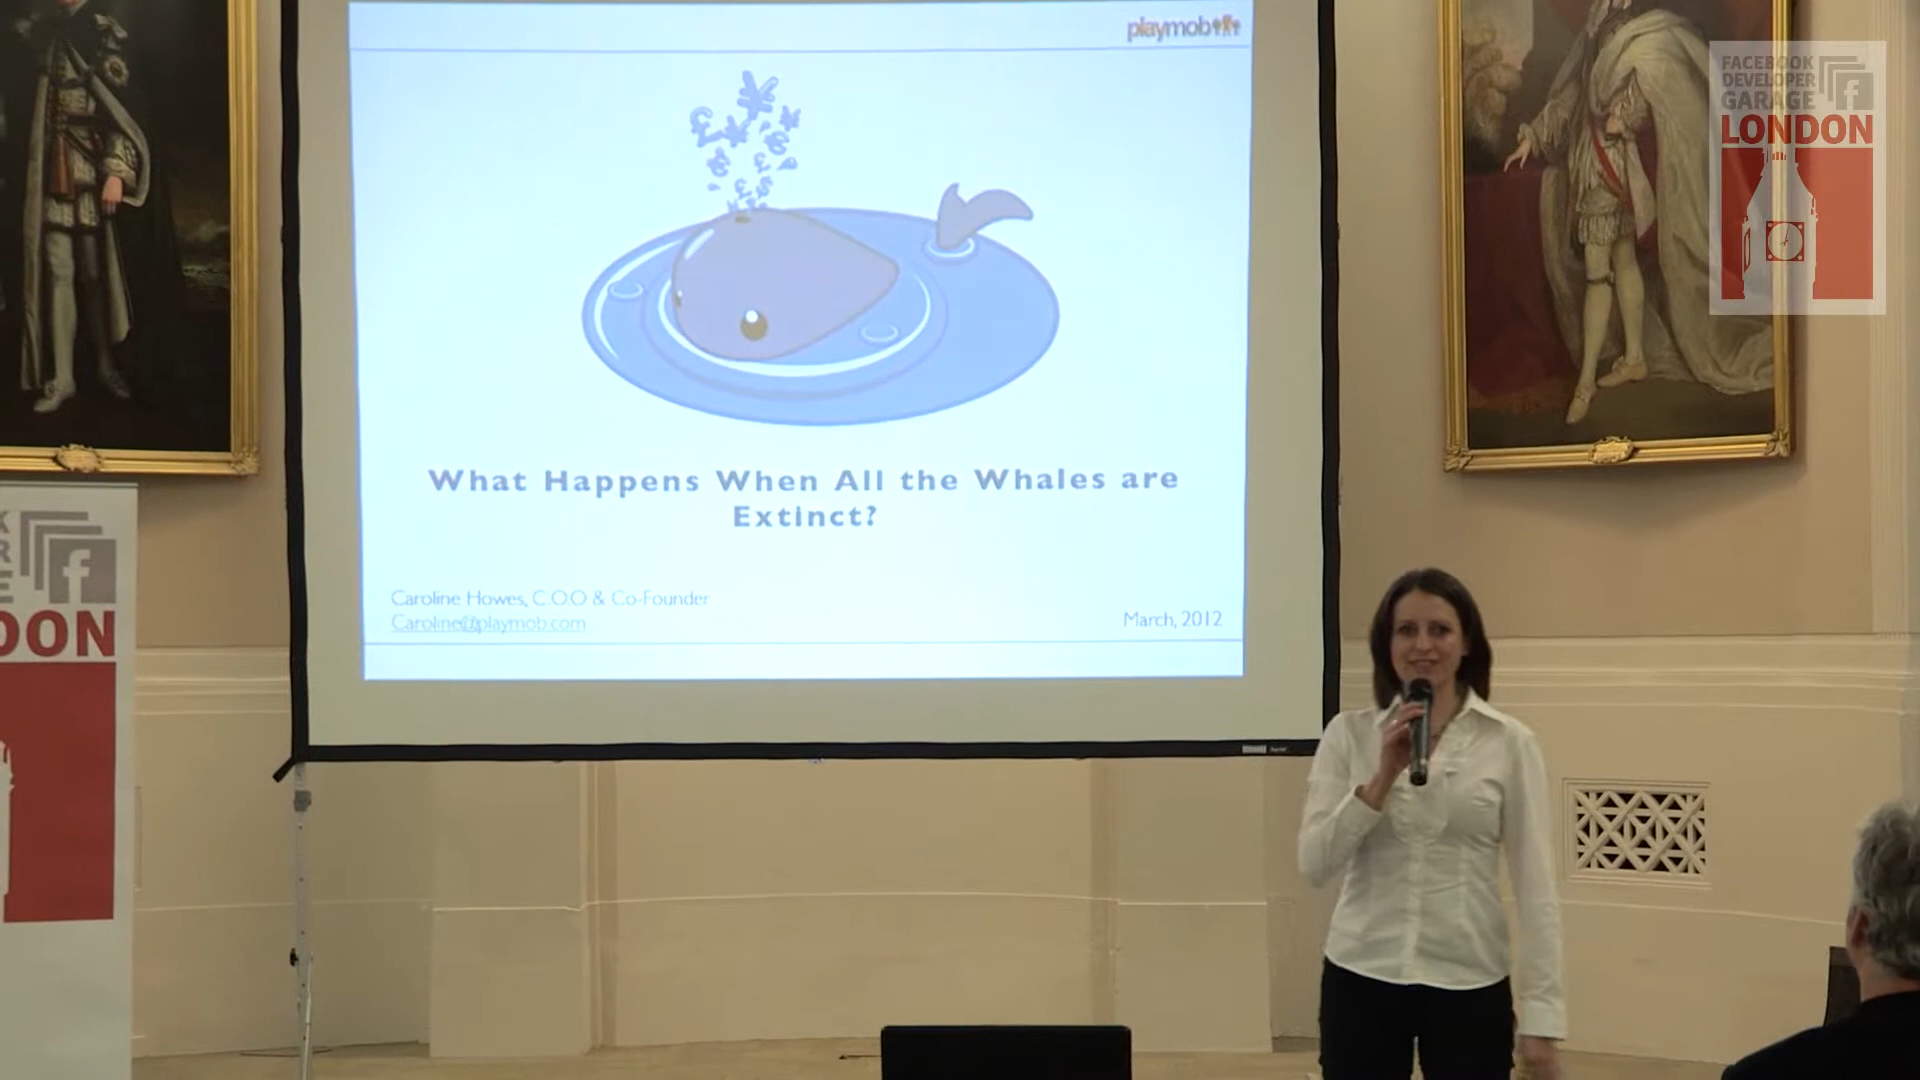 playmob
What Happens When All the Whales are
Extinct?
Caroline Howes, C.O.O & Co-Founder
Caroline@playmob.com
March, 2012
FACEBOOK
DEVELOPER
GARAGE
LONDON
K
R
E
DON